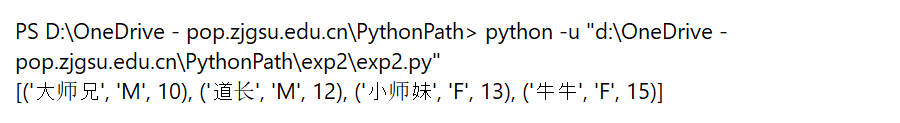 PS D:\OneDrive - pop.zjgsu.edu.cn\PythonPath> python -u "d:\OneDrive -
pop.zjgsu.edu.cn\PythonPath\exp2\exp2.py"
[('大师兄', 'M', 10), ('道长', 'M', 12), ('小师妹', 'F', 13), ('牛牛', 'F', 15)]